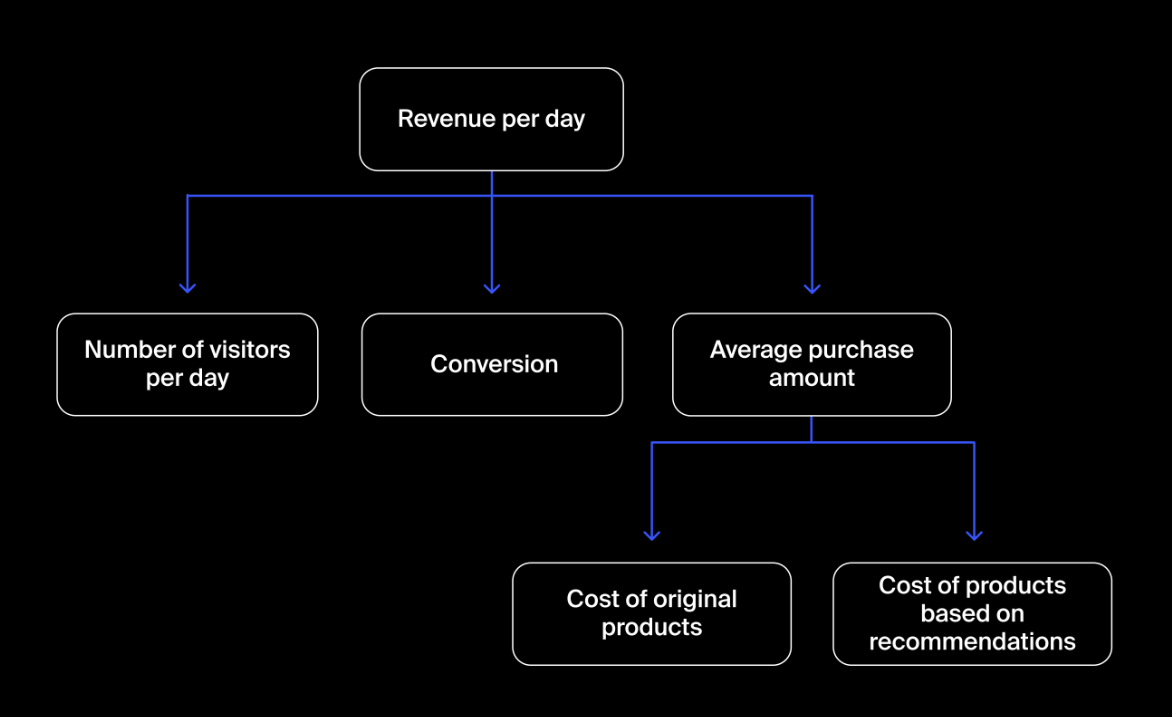 Revenue per day
Number of visitors
per day
Conversion
Average purchase
amount
Cost of original
products
Cost of products
based on
recommendations